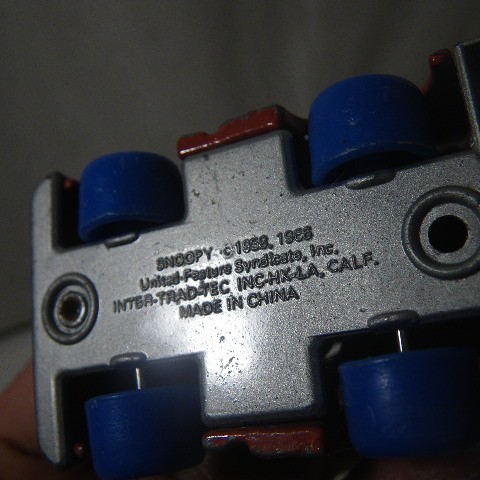 SNOOPY © 1958, 1966
United Feature Syndicate, Inc.
INTER-TRAD-TEC INC-HX-LA, CALF.
MADE IN CHINA